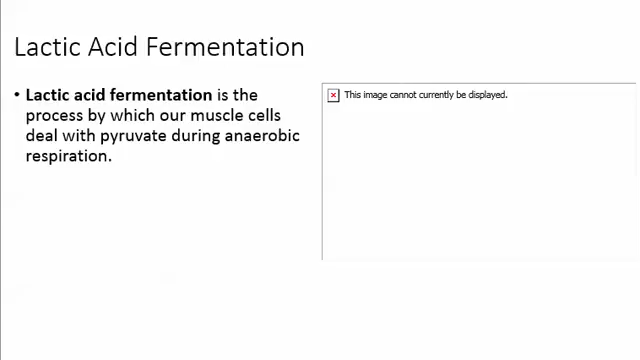 Lactic Acid Fermentation
• Lactic acid fermentation is the
process by which our muscle cells
deal with pyruvate during anaerobic
respiration.
This image cannot currently be displayed.